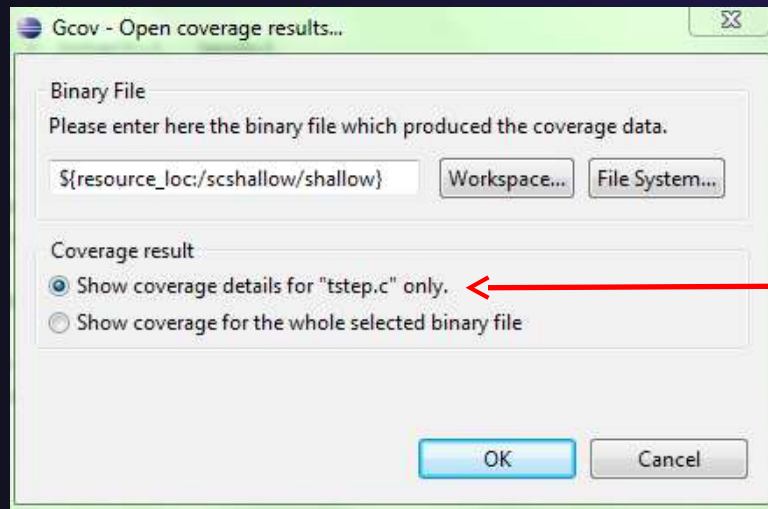 Gcov - Open coverage results...
Binary File
Please enter here the binary file which produced the coverage data.
${resource_loc:/scshallow/shallow} Workspace... File System...
Coverage result
Show coverage details for "tstep.c" only.
Show coverage for the whole selected binary file
OK Cancel